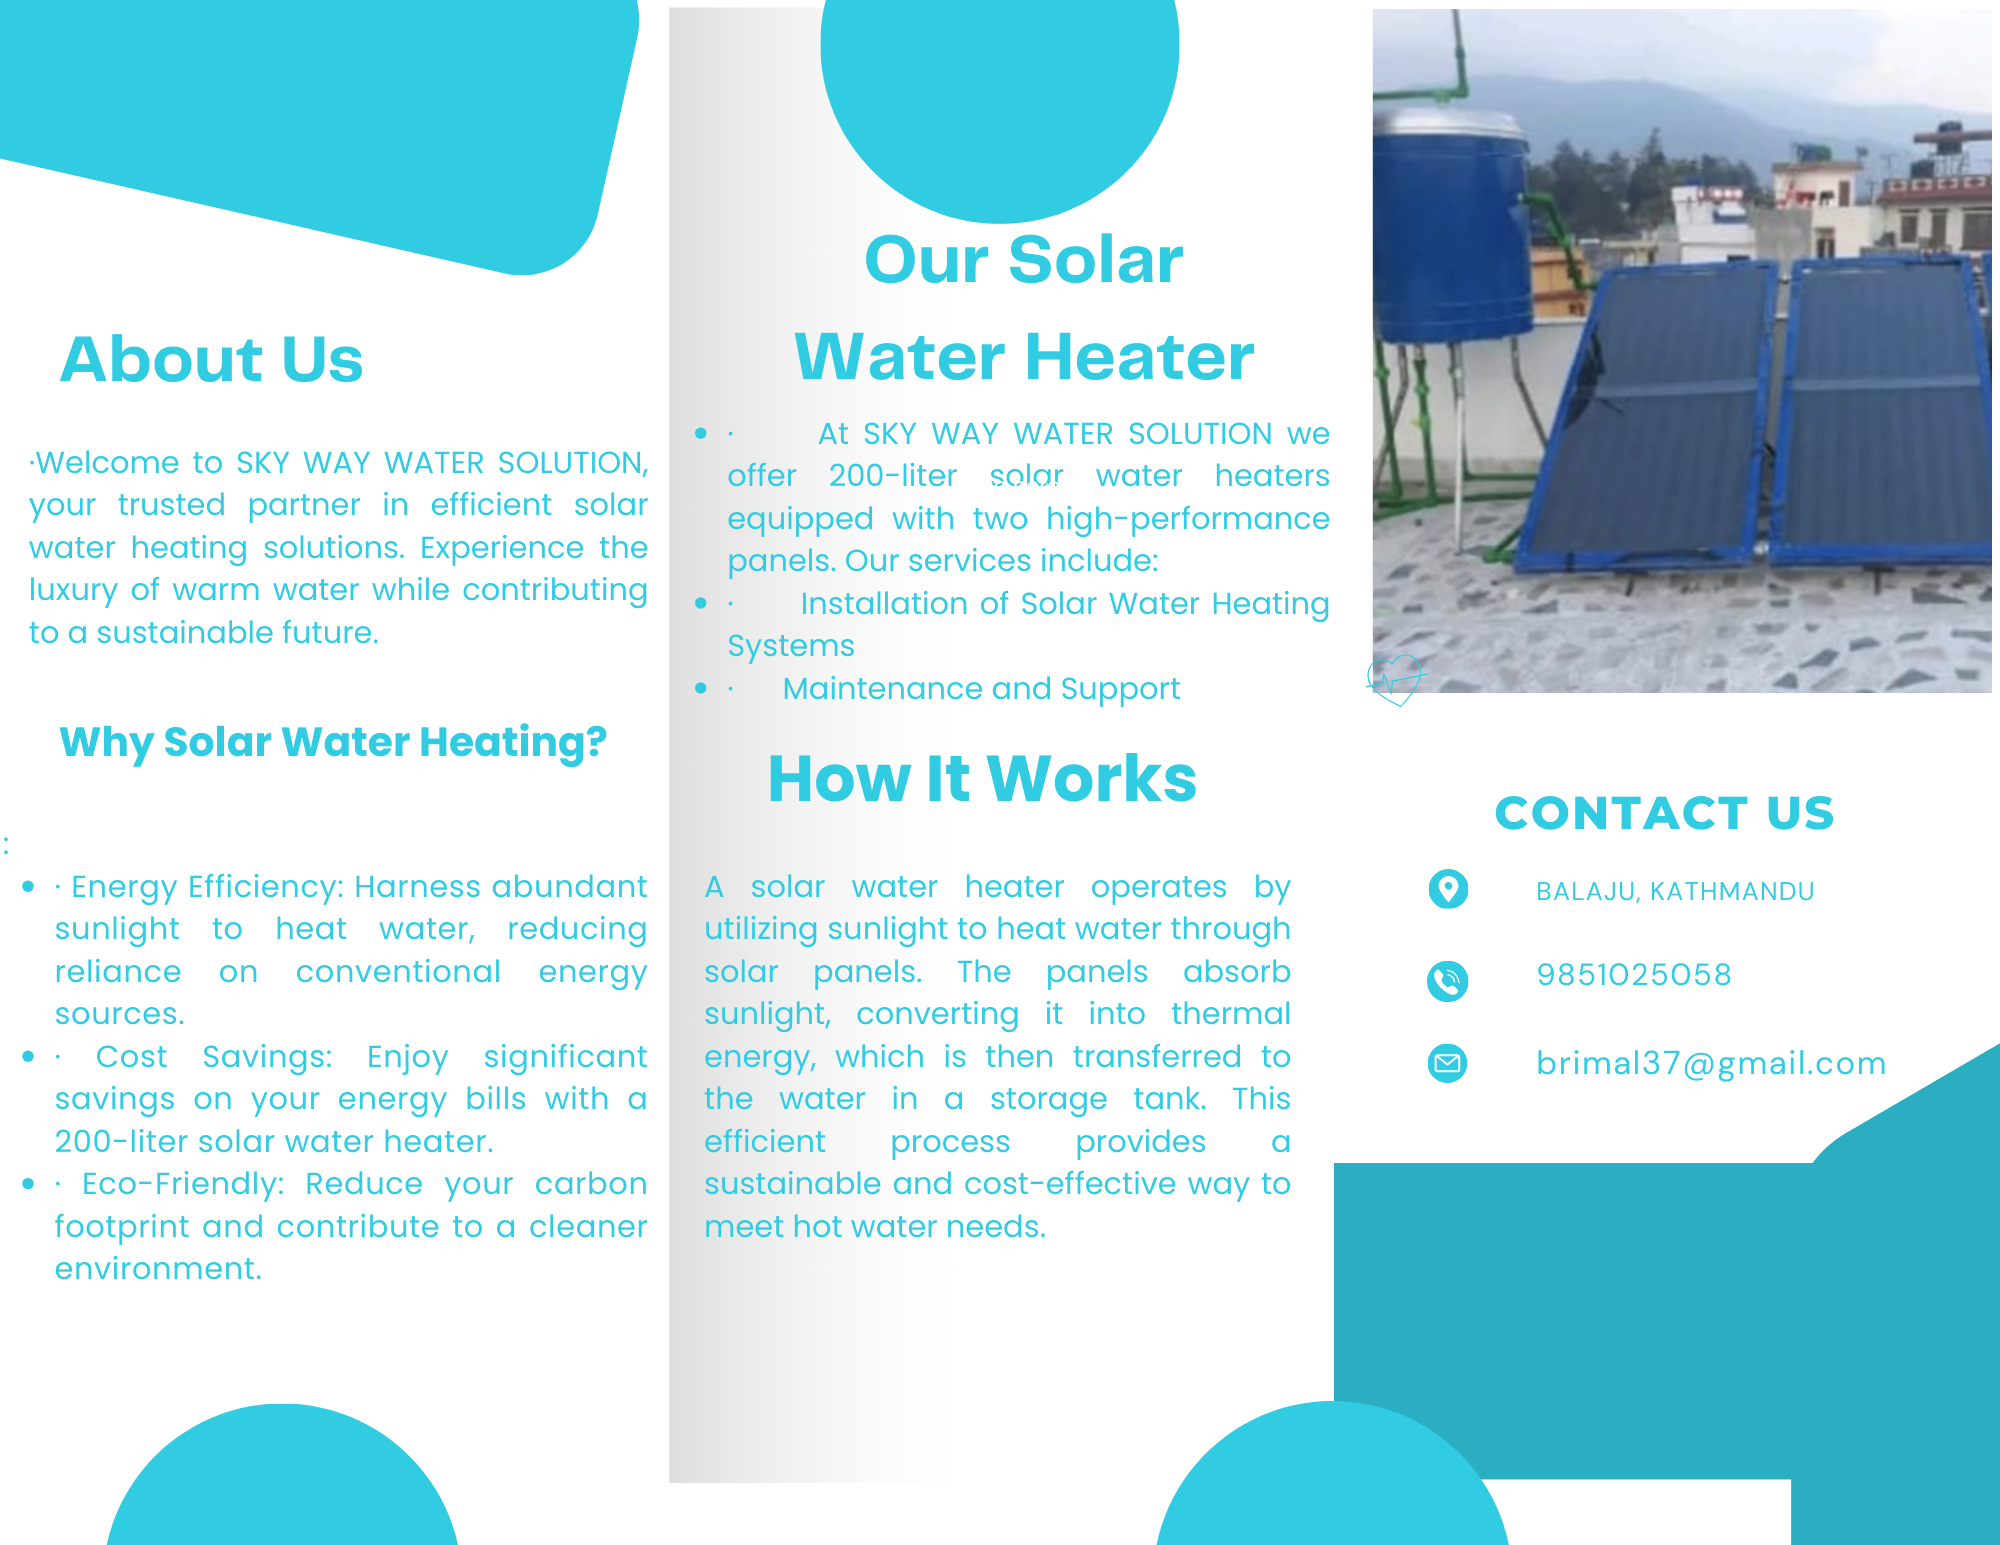 About Us
·Welcome to SKY WAY WATER SOLUTION,
your trusted partner in efficient solar
water heating solutions. Experience the
luxury of warm water while contributing
to a sustainable future.
Why Solar Water Heating?
:
• · Energy Efficiency: Harness abundant
sunlight to heat water, reducing
reliance on conventional energy
sources.
• · Cost Savings: Enjoy significant
savings on your energy bills with a
200-liter solar water heater.
• · Eco-Friendly: Reduce your carbon
footprint and contribute to a cleaner
environment.
Our Solar
Water Heater
• · At SKY WAY WATER SOLUTION we
offer 200-liter solar water heaters
equipped with two high-performance
panels. Our services include:
• · Installation of Solar Water Heating
Systems
• · Maintenance and Support
How It Works
A solar water heater operates by
utilizing sunlight to heat water through
solar panels. The panels absorb
sunlight, converting it into thermal
energy, which is then transferred to
the water in a storage tank. This
efficient process provides a
sustainable and cost-effective way to
meet hot water needs.
CONTACT US
BALAJU, KATHMANDU
9851025058
brimal37@gmail.com